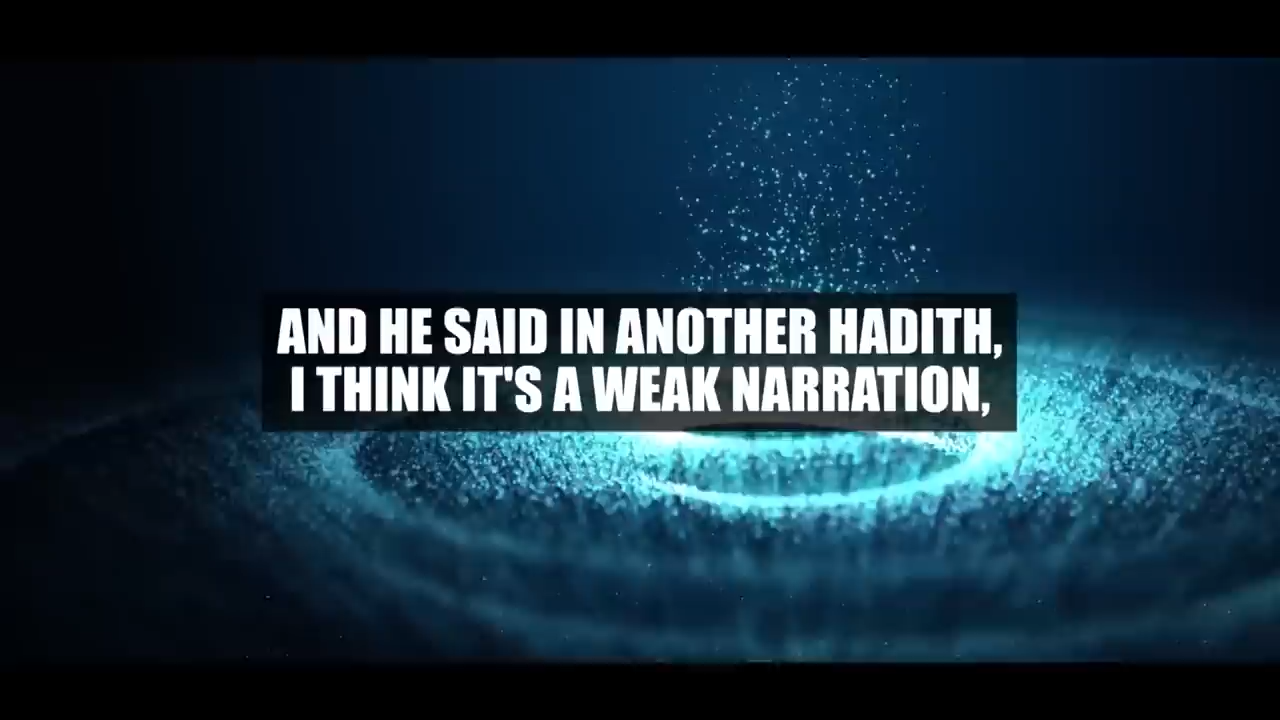 AND HE SAID IN ANOTHER HADITH,
I THINK IT'S A WEAK NARRATION,